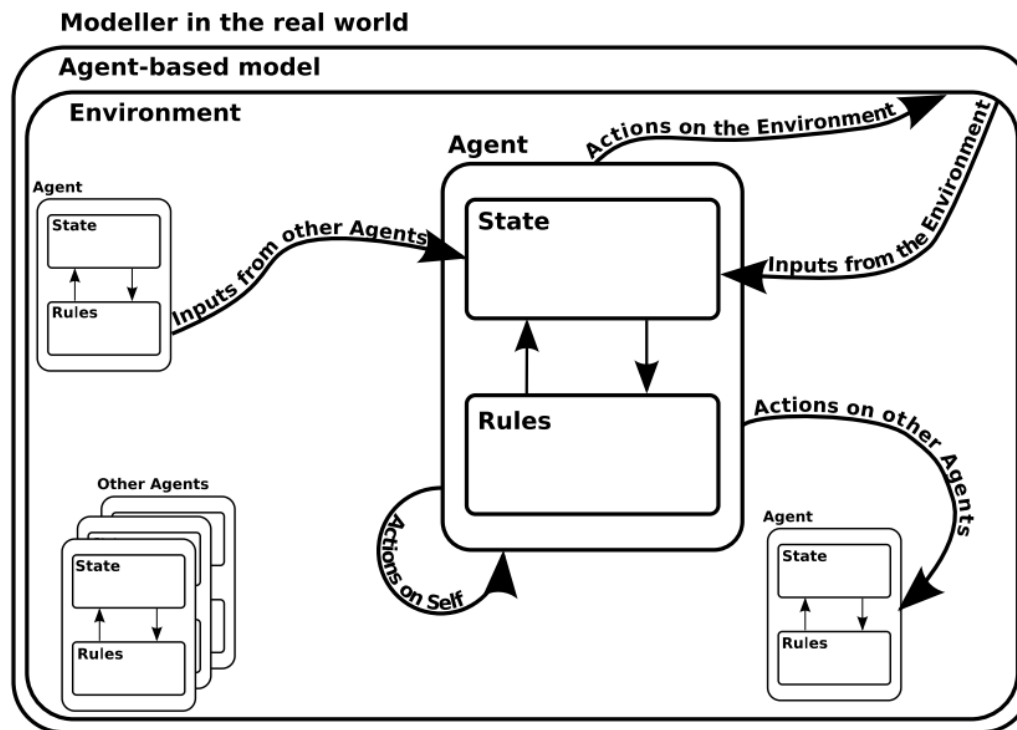 Modeller in the real world
Agent-based model
Environment
Actions on the Environment
Inputs from the Environment
Agent
State
Rules
Agent
State
Rules
Inputs from other Agents
Actions on other Agents
Actions on Self
Other Agents
State
Rules
Agent
State
Rules